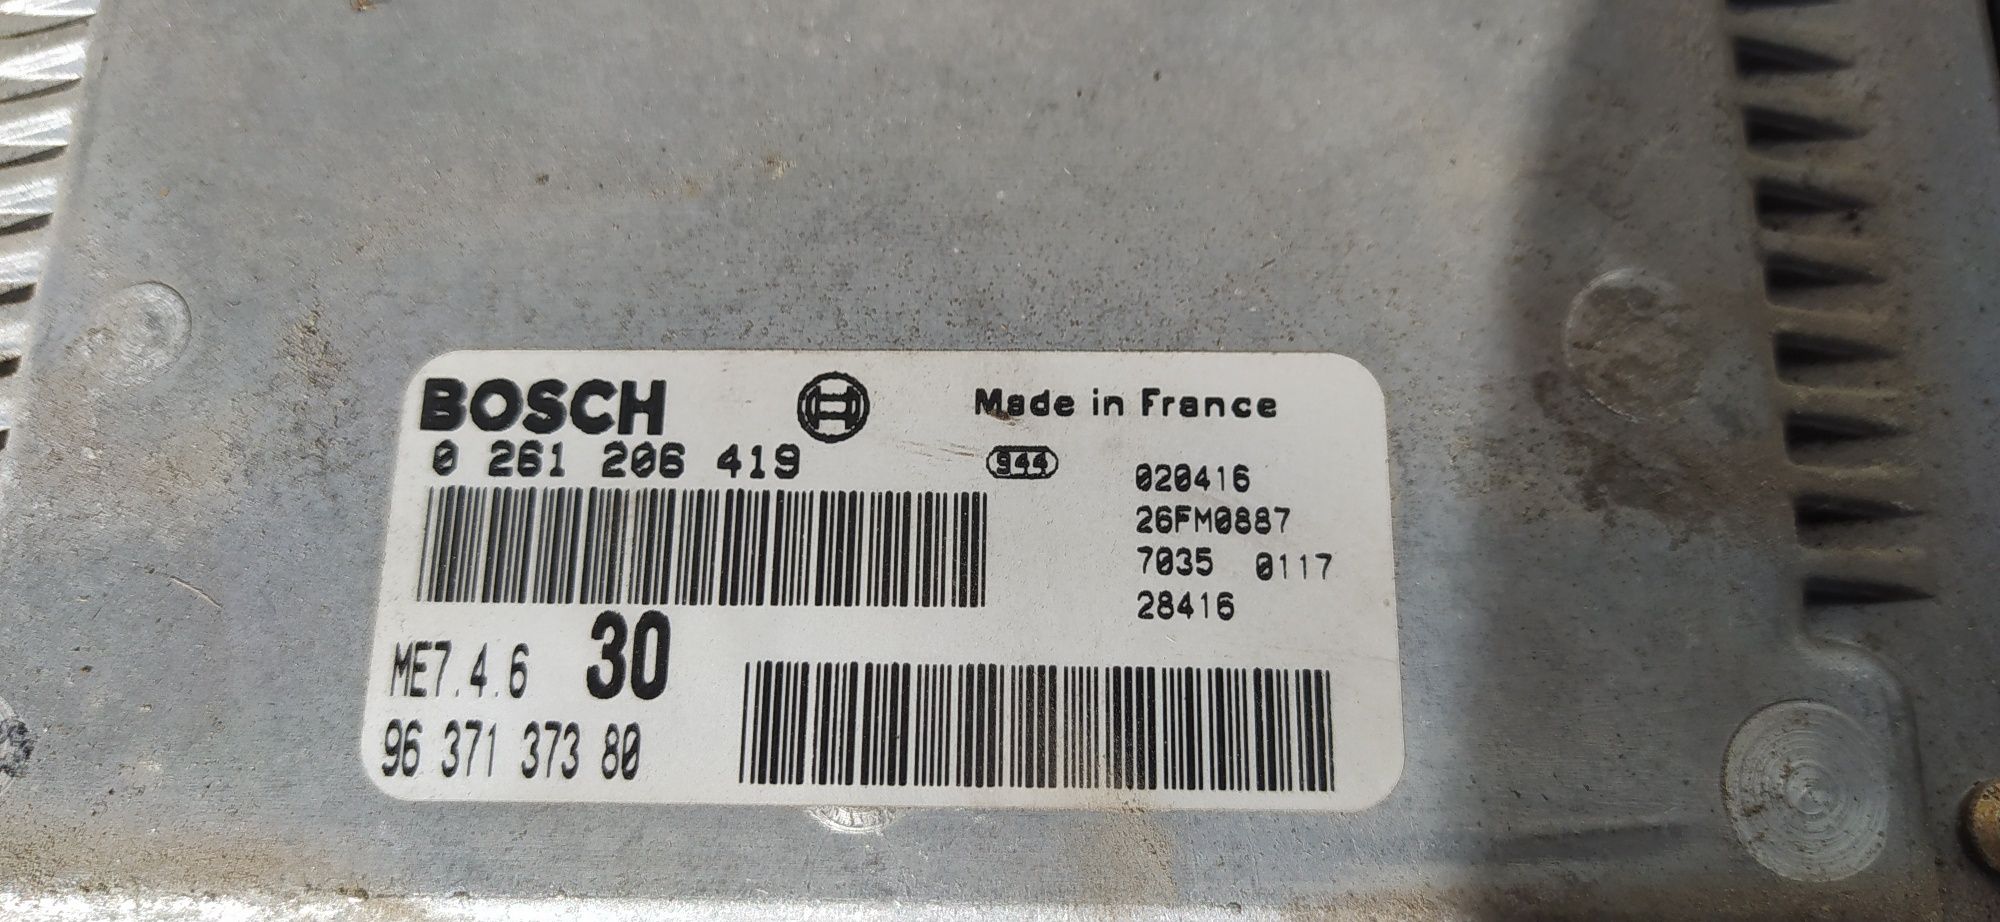 BOSCH
Made in France
0 261 206 419
944
020416
26FM0887
7035 0117
28416
ME7.4.6 30
96 371 373 80